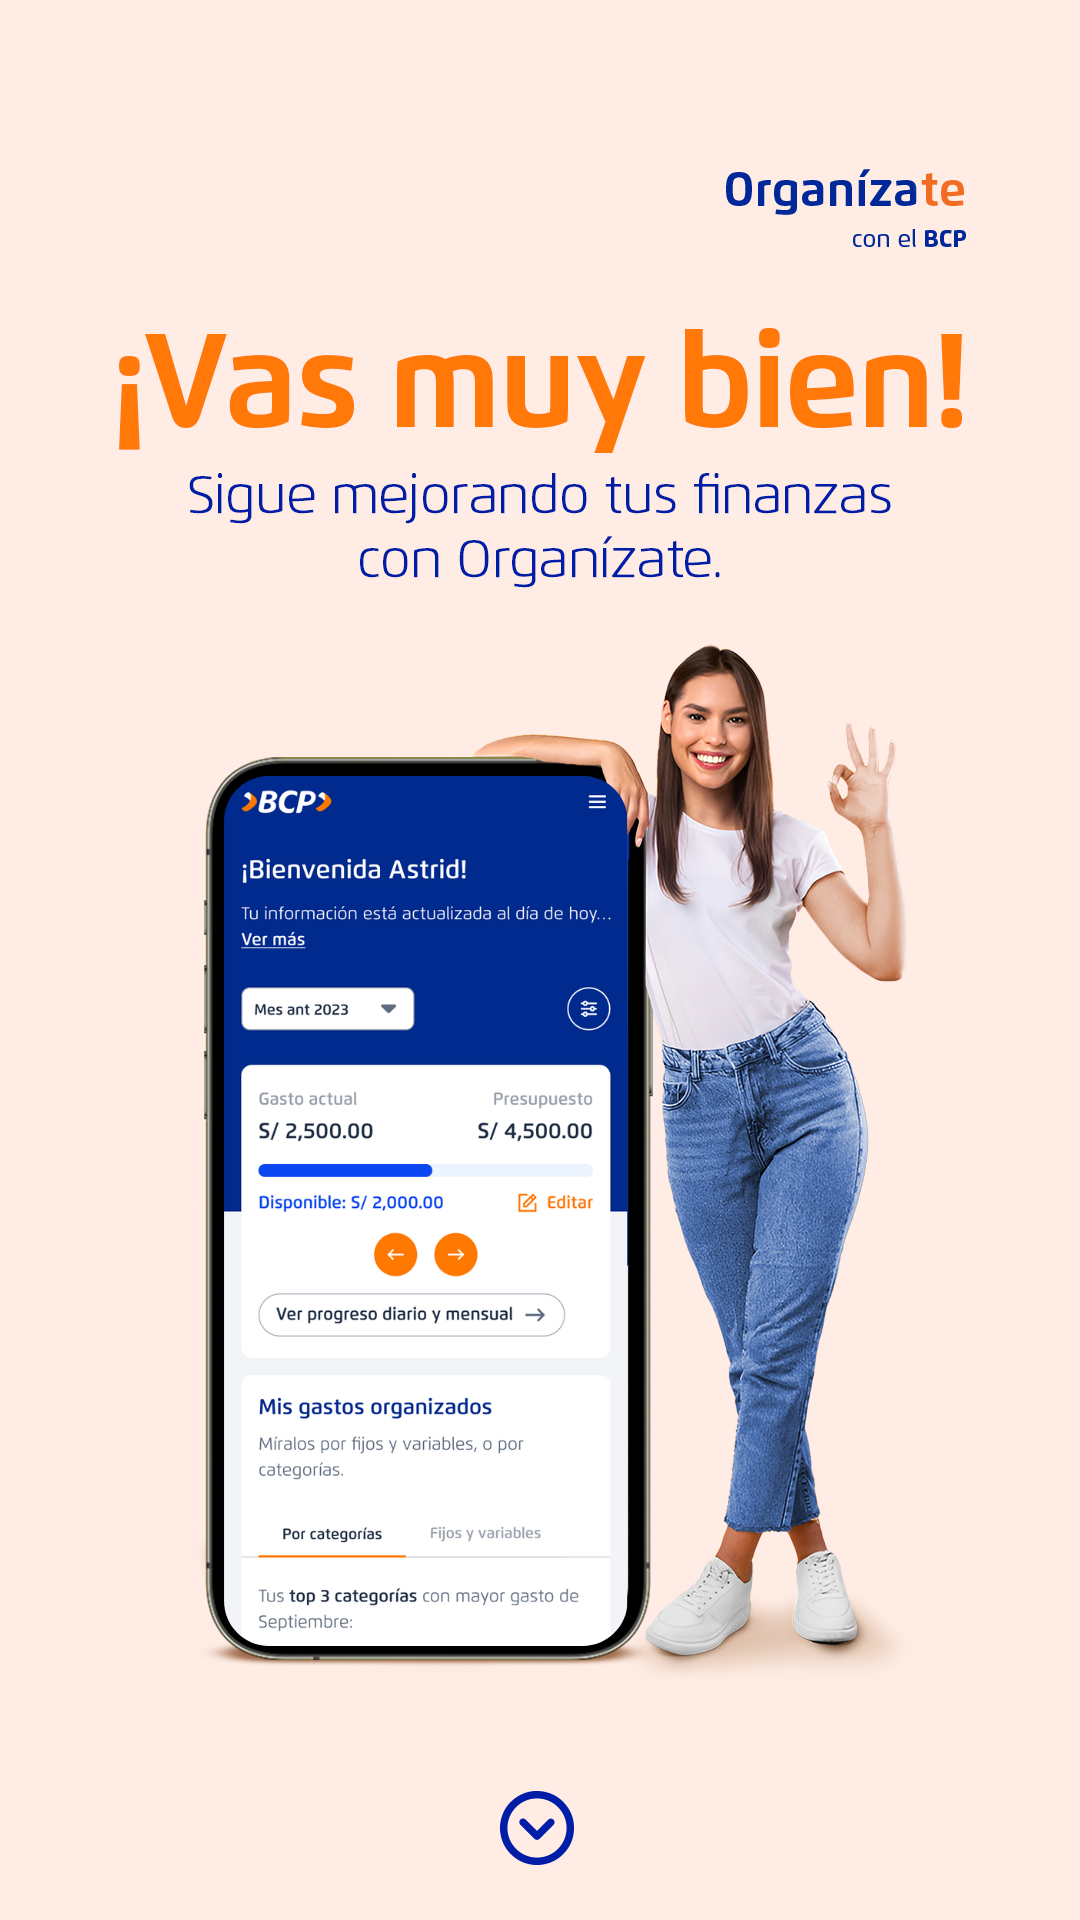 Organízate
con el BCP
¡Vas muy bien!
Sigue mejorando tus finanzas
con Organízate.
BCP
¡Bienvenida Astrid!
Tu información está actualizada al día de hoy...
Ver más
Mes ant 2023
Gasto actual Presupuesto
S/ 2,500.00 S/ 4,500.00
Disponible: S/ 2,000.00 Editar
Ver progreso diario y mensual
Mis gastos organizados
Míralos por fijos y variables, o por
categorías.
Por categorías Fijos y variables
Tus top 3 categorías con mayor gasto de
Septiembre: